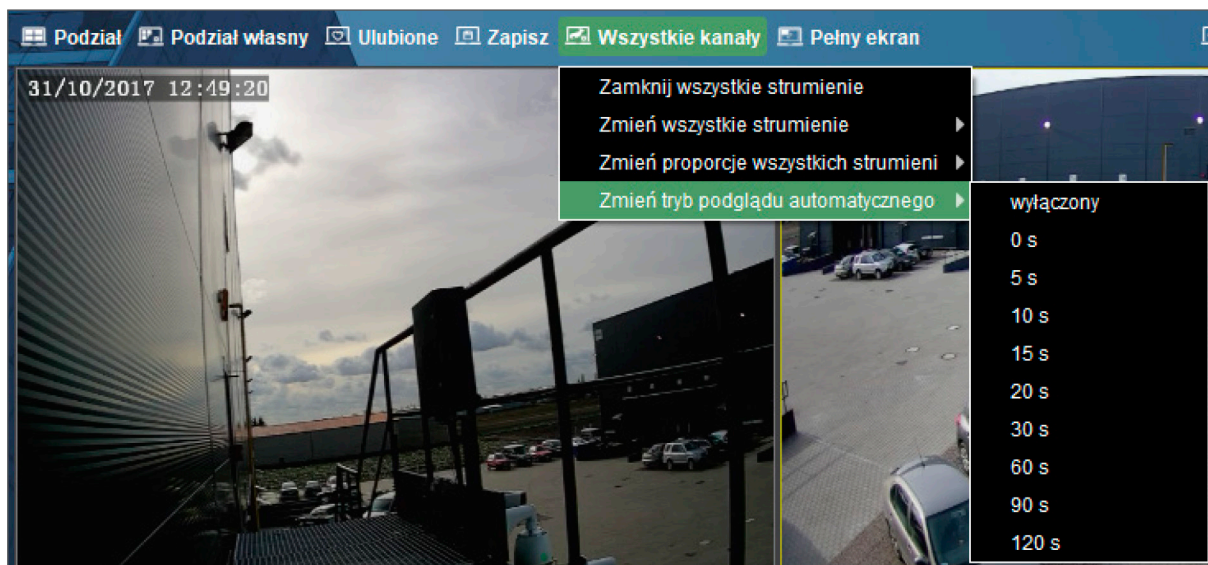 Podział Podział własny Ulubione Zapisz Wszystkie kanały Pełny ekran
31/10/2017 12:49:20
Zamknij wszystkie strumienie
Zmień wszystkie strumienie
Zmień proporcje wszystkich strumieni
Zmień tryb podglądu automatycznego
wyłączony
0 s
5 s
10 s
15 s
20 s
30 s
60 s
90 s
120 s